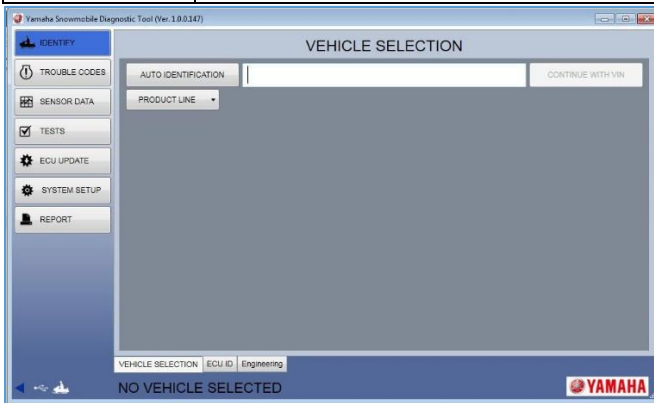 Yamaha Snowmobile Diagnostic Tool (Ver. 1.0.0.147)
IDENTIFY
TROUBLE CODES
SENSOR DATA
TESTS
ECU UPDATE
SYSTEM SETUP
REPORT
VEHICLE SELECTION
AUTO IDENTIFICATION
CONTINUE WITH VIN
PRODUCT LINE
VEHICLE SELECTION ECU ID Engineering
NO VEHICLE SELECTED
YAMAHA